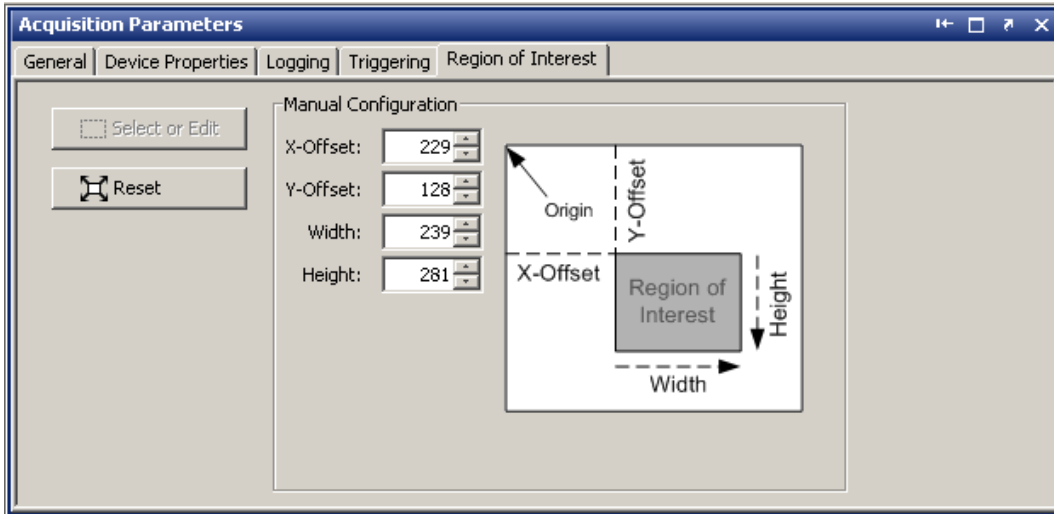 Acquisition Parameters
General Device Properties Logging Triggering Region of Interest
Select or Edit
Reset
Manual Configuration
X-Offset: 229
Y-Offset: 128
Width: 239
Height: 281
Origin
Y-Offset
X-Offset
Region of
Interest
Height
Width